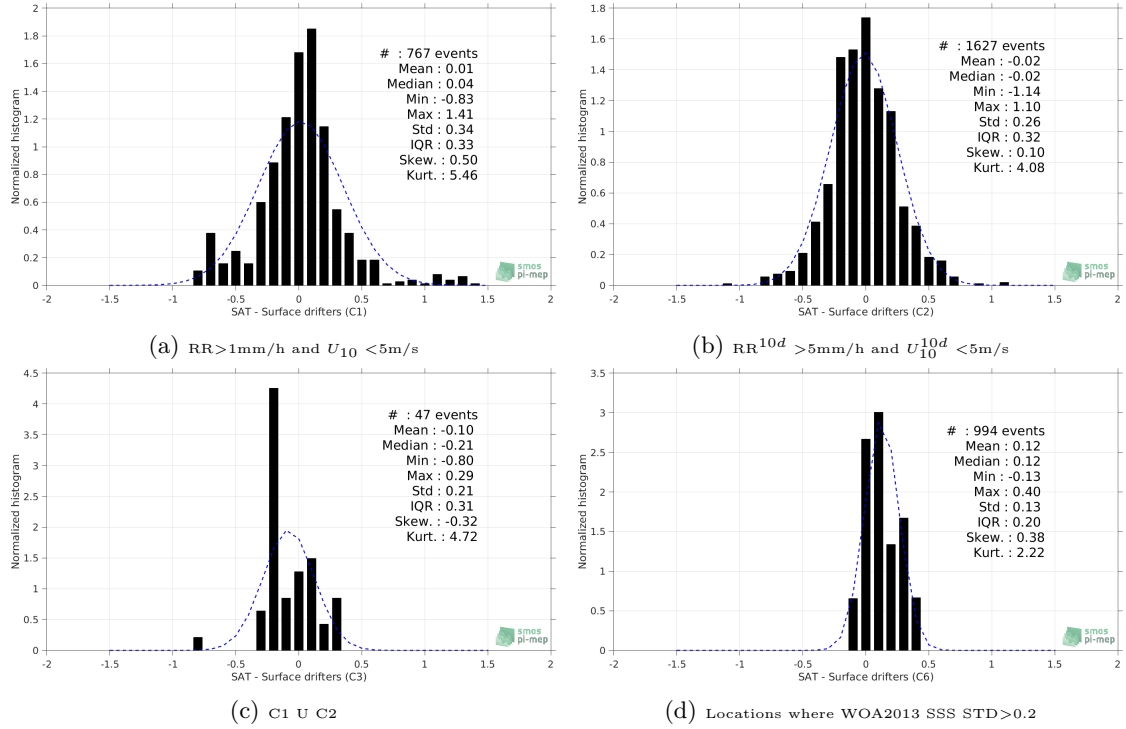 2
1.8
1.6
1.4
1.2
1
0.8
0.6
0.4
0.2
0
Normalized histogram
# : 767 events
Mean : 0.01
Median : 0.04
Min : -0.83
Max : 1.41
Std : 0.34
IQR : 0.33
Skew. : 0.50
Kurt. : 5.46
smos
pi-mep
-2 -1.5 -1 -0.5 0 0.5 1 1.5 2
SAT - Surface drifters (C1)
(a) RR>1mm/h and U10 <5m/s
1.8
1.6
1.4
1.2
1
0.8
0.6
0.4
0.2
0
Normalized histogram
# : 1627 events
Mean : -0.02
Median : -0.02
Min : -1.14
Max : 1.10
Std : 0.26
IQR : 0.32
Skew. : 0.10
Kurt. : 4.08
smos
pi-mep
-2 -1.5 -1 -0.5 0 0.5 1 1.5 2
SAT - Surface drifters (C2)
(b) RR10d >5mm/h and U10 10d <5m/s
4.5
4
3.5
3
2.5
2
1.5
1
0.5
0
Normalized histogram
# : 47 events
Mean : -0.10
Median : -0.21
Min : -0.80
Max : 0.29
Std : 0.21
IQR : 0.31
Skew. : -0.32
Kurt. : 4.72
smos
pi-mep
-2 -1.5 -1 -0.5 0 0.5 1 1.5 2
SAT - Surface drifters (C3)
(c) C1 U C2
3.5
3
2.5
2
1.5
1
0.5
0
Normalized histogram
# : 994 events
Mean : 0.12
Median : 0.12
Min : -0.13
Max : 0.40
Std : 0.13
IQR : 0.20
Skew. : 0.38
Kurt. : 2.22
smos
pi-mep
-2 -1.5 -1 -0.5 0 0.5 1 1.5 2
SAT - Surface drifters (C6)
(d) Locations where WOA2013 SSS STD>0.2